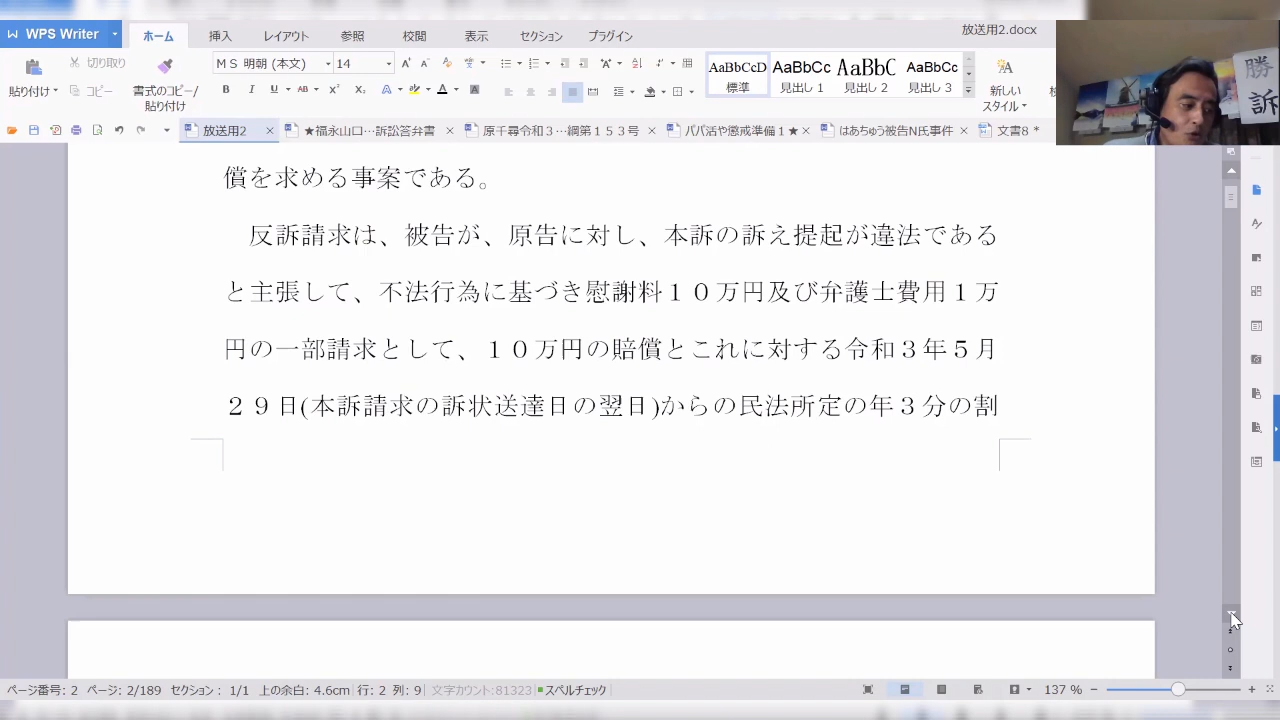 WPS Writer
ホーム
挿入
レイアウト
参照
校閲
表示
セクション
プラグイン
放送用2.docx
貼り付け
切り取り
コピー
書式のコピー/
貼り付け
ＭＳ 明朝 (本文)
14
AaBbCcD
標準
AaBbCc
見出し 1
AaBbC
見出し 2
AaBbCc
見出し 3
新しい
スタイル
放送用2
★福永山口…訴訟答弁書
原千尋令和３…綱第１５３号
パパ活や懲戒準備１★
はあちゅう被告N氏事件
文書8 *
勝
訴
償を求める事案である。
反訴請求は、被告が、原告に対し、本訴の訴え提起が違法である
と主張して、不法行為に基づき慰謝料１０万円及び弁護士費用１万
円の一部請求として、１０万円の賠償とこれに対する令和３年５月
２９日(本訴請求の訴状送達日の翌日)からの民法所定の年３分の割
ページ番号: 2 ページ: 2/189 セクション: 1/1 上の余白: 4.6cm 行: 2 列: 9 文字カウント:81323 スペルチェック
137 %